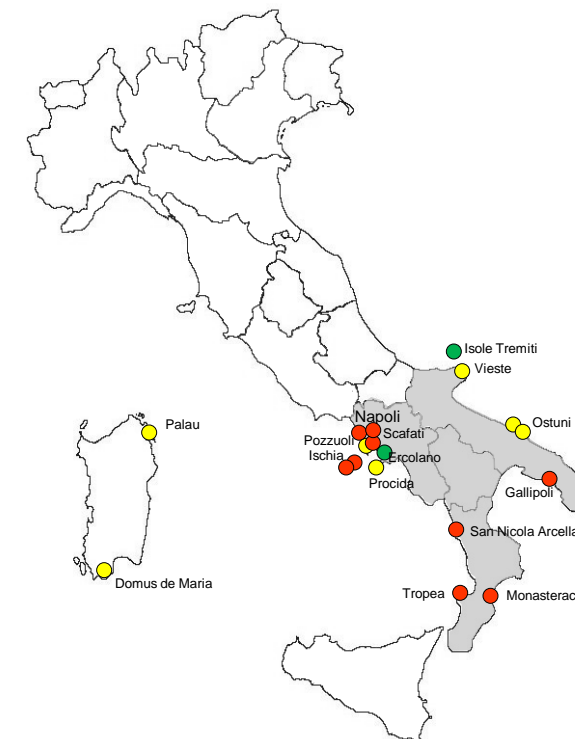 Isole Tremiti
Vieste
Napoli
Palau
Ostuni
Scafati
Pozzuoli
Ercolano
Ischia
Procida
Gallipoli
San Nicola Arcella
Domus de Maria
Tropea
Monasterac